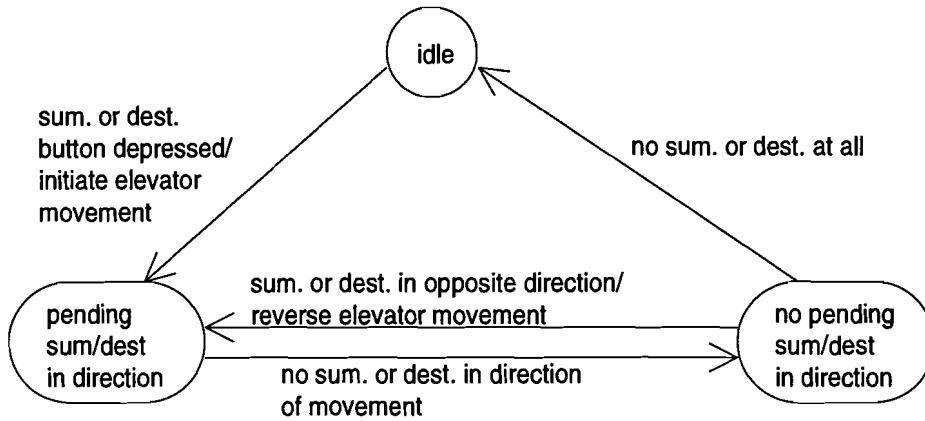 idle
sum. or dest.
button depressed/
initiate elevator
movement
no sum. or dest. at all
sum. or dest. in opposite direction/
reverse elevator movement
pending
sum/dest
in direction
no pending
sum/dest
in direction
no sum. or dest. in direction
of movement